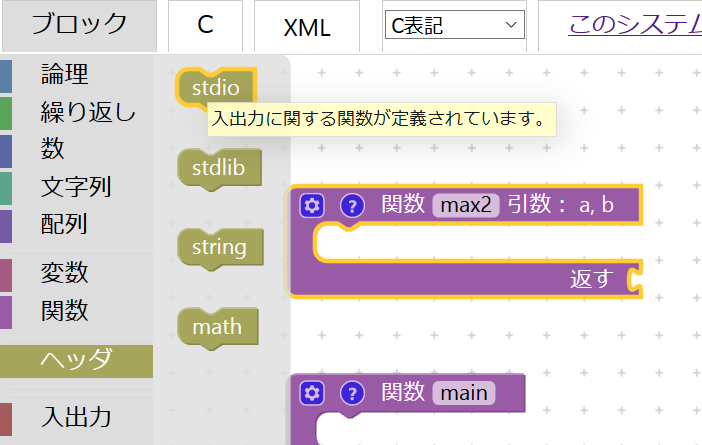 ブロック C XML C表記 このシステム
論理
繰り返し
数
文字列
配列
変数
関数
ヘッダ
入出力
stdio
入出力に関する関数が定義されています。
stdlib
string
math
? 関数 max2 引数： a, b
返す
? 関数 main